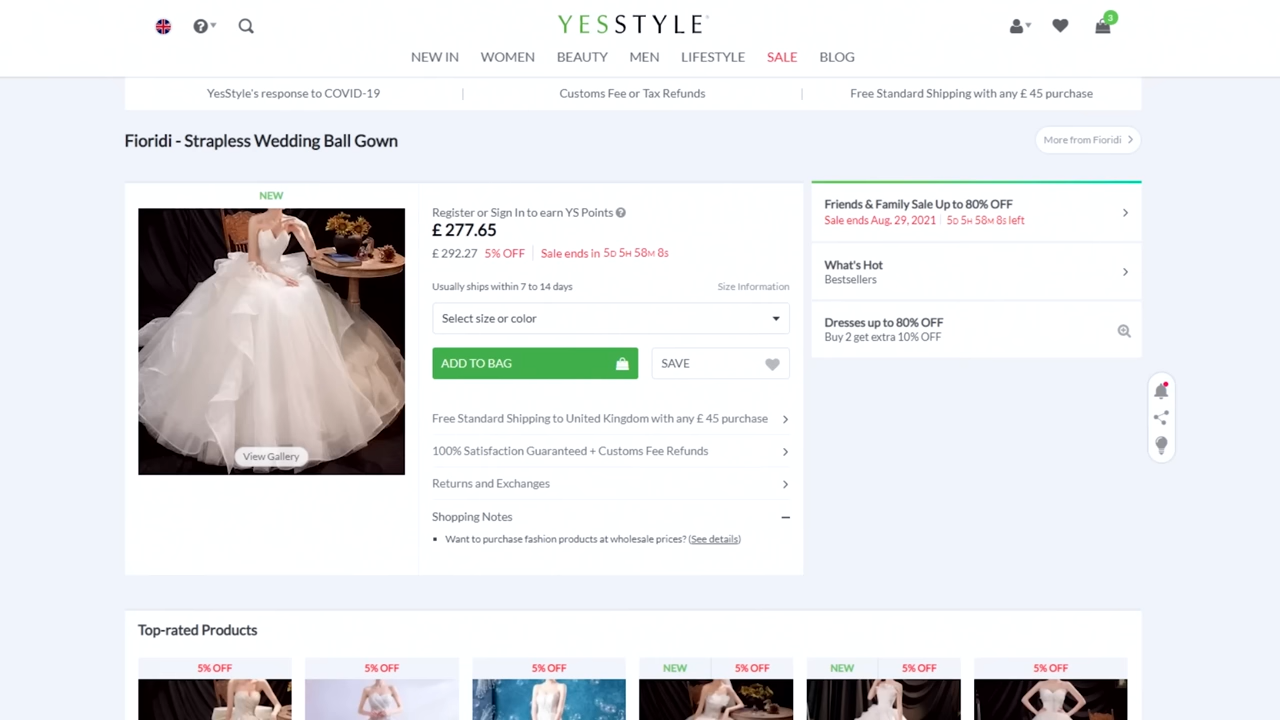 YESSTYLE
3
NEW IN WOMEN BEAUTY MEN LIFESTYLE SALE BLOG
YesStyle's response to COVID-19 | Customs Fee or Tax Refunds | Free Standard Shipping with any £ 45 purchase
Fioridi - Strapless Wedding Ball Gown
More from Fioridi
NEW
View Gallery
Register or Sign In to earn YS Points
£ 277.65
£ 292.27 5% OFF Sale ends in 5D 5H 58M 8s
Usually ships within 7 to 14 days Size Information
Select size or color
ADD TO BAG SAVE
Free Standard Shipping to United Kingdom with any £ 45 purchase
100% Satisfaction Guaranteed + Customs Fee Refunds
Returns and Exchanges
Shopping Notes
• Want to purchase fashion products at wholesale prices? (See details)
Friends & Family Sale Up to 80% OFF
Sale ends Aug. 29, 2021 5D 5H 58M 8s left
What's Hot
Bestsellers
Dresses up to 80% OFF
Buy 2 get extra 10% OFF
Top-rated Products
5% OFF 5% OFF 5% OFF NEW 5% OFF NEW 5% OFF 5% OFF